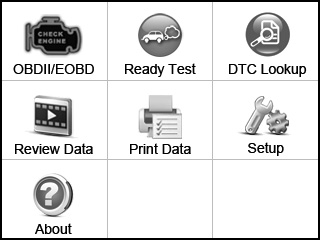 CHECK
ENGINE
OBDII/EOBD
Ready Test
DTC Lookup
Review Data
Print Data
Setup
?
About